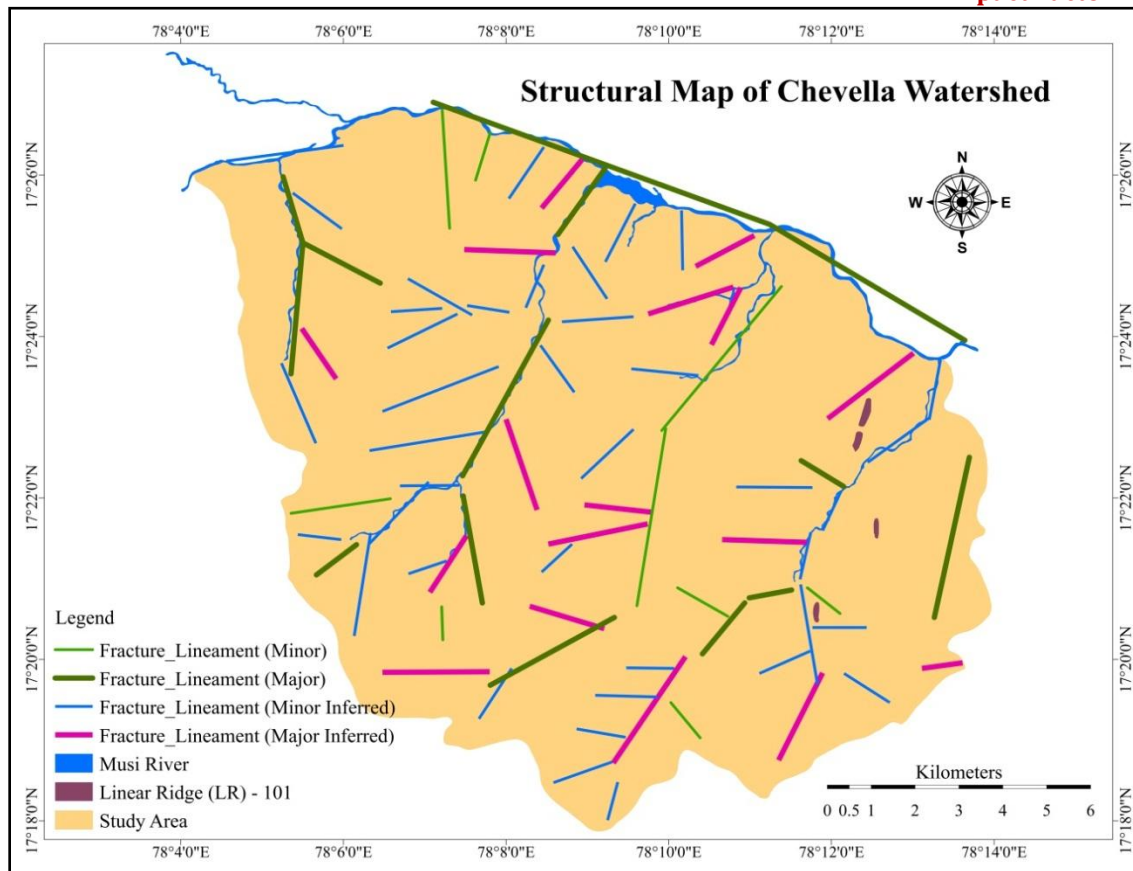 Structural Map of Chevella Watershed
78°4'0"E 78°6'0"E 78°8'0"E 78°10'0"E 78°12'0"E 78°14'0"E
17°26'0"N 17°26'0"N
N
W E
S
17°24'0"N 17°24'0"N
17°22'0"N 17°22'0"N
17°20'0"N 17°20'0"N
17°18'0"N 17°18'0"N
Legend
Fracture_Lineament (Minor)
Fracture_Lineament (Major)
Fracture_Lineament (Minor Inferred)
Fracture_Lineament (Major Inferred)
Musi River
Linear Ridge (LR) - 101
Study Area
Kilometers
0 0.5 1 2 3 4 5 6
78°4'0"E 78°6'0"E 78°8'0"E 78°10'0"E 78°12'0"E 78°14'0"E